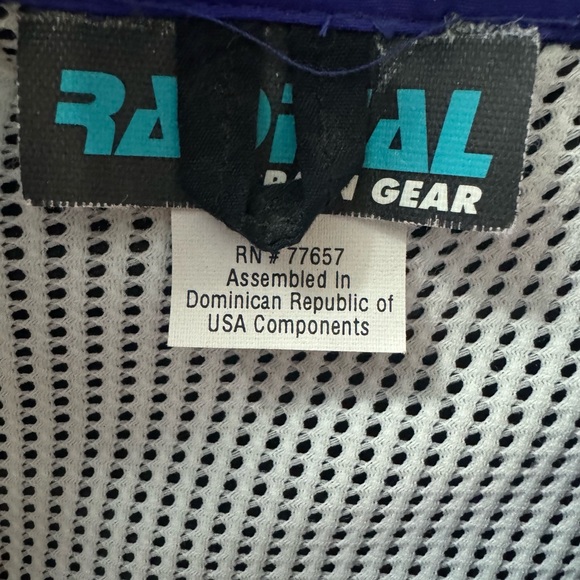 GEAR
RN # 77657
Assembled In
Dominican Republic of
USA Components